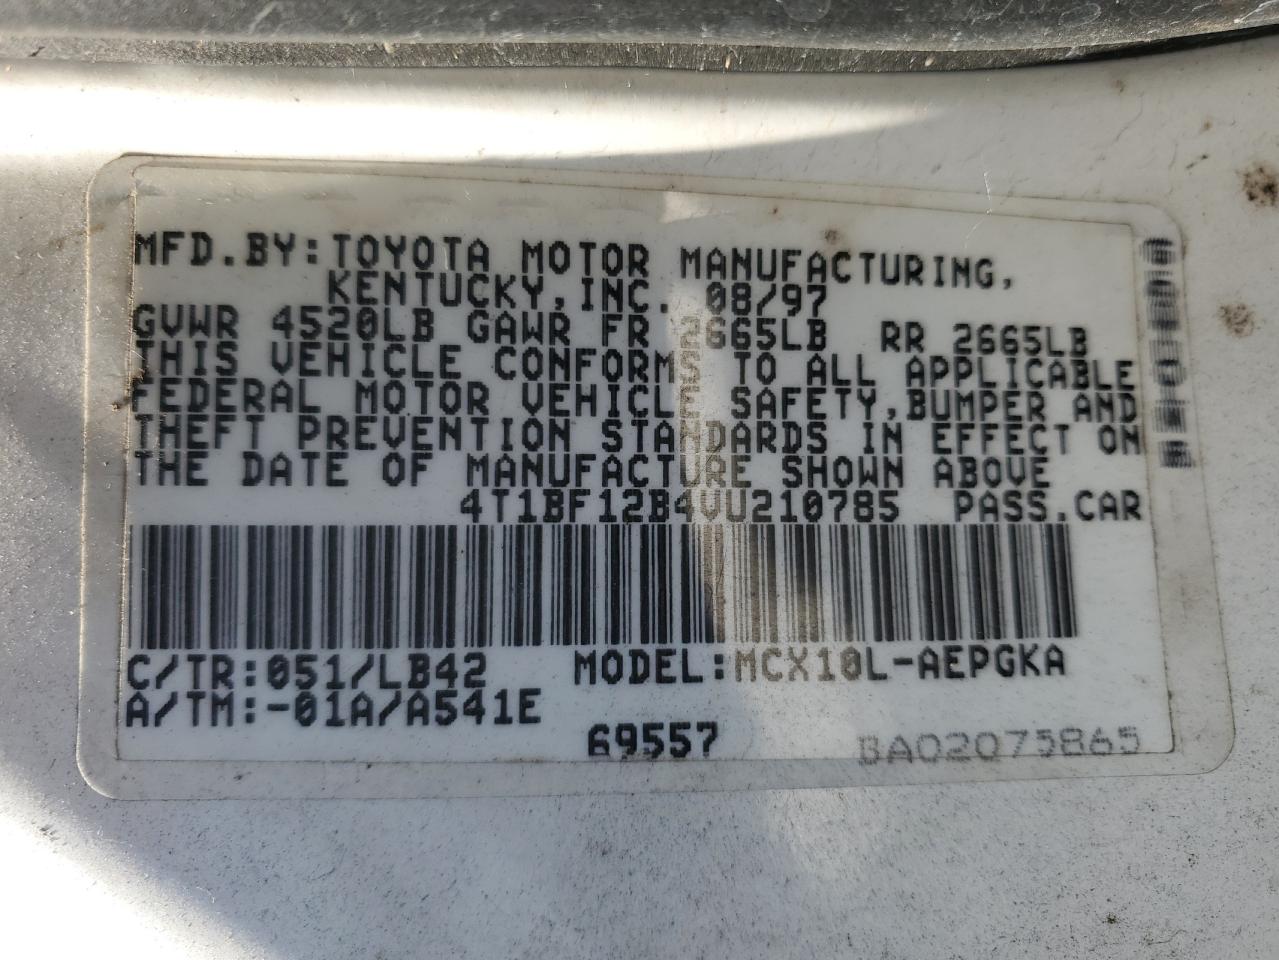 MFD.BY:TOYOTA MOTOR MANUFACTURING,
KENTUCKY,INC. 08/97
GVWR 4520LB GAWR FR 2665LB RR 2665LB
THIS VEHICLE CONFORMS TO ALL APPLICABLE
FEDERAL MOTOR VEHICLE SAFETY,BUMPER AND
THEFT PREVENTION STANDARDS IN EFFECT ON
THE DATE OF MANUFACTURE SHOWN ABOVE
4T1BF12B4VU210785 PASS.CAR
C/TR:051/LB42 MODEL:MCX10L-AEPGKA
A/TM:-01A/A541E
69557 BA02075865